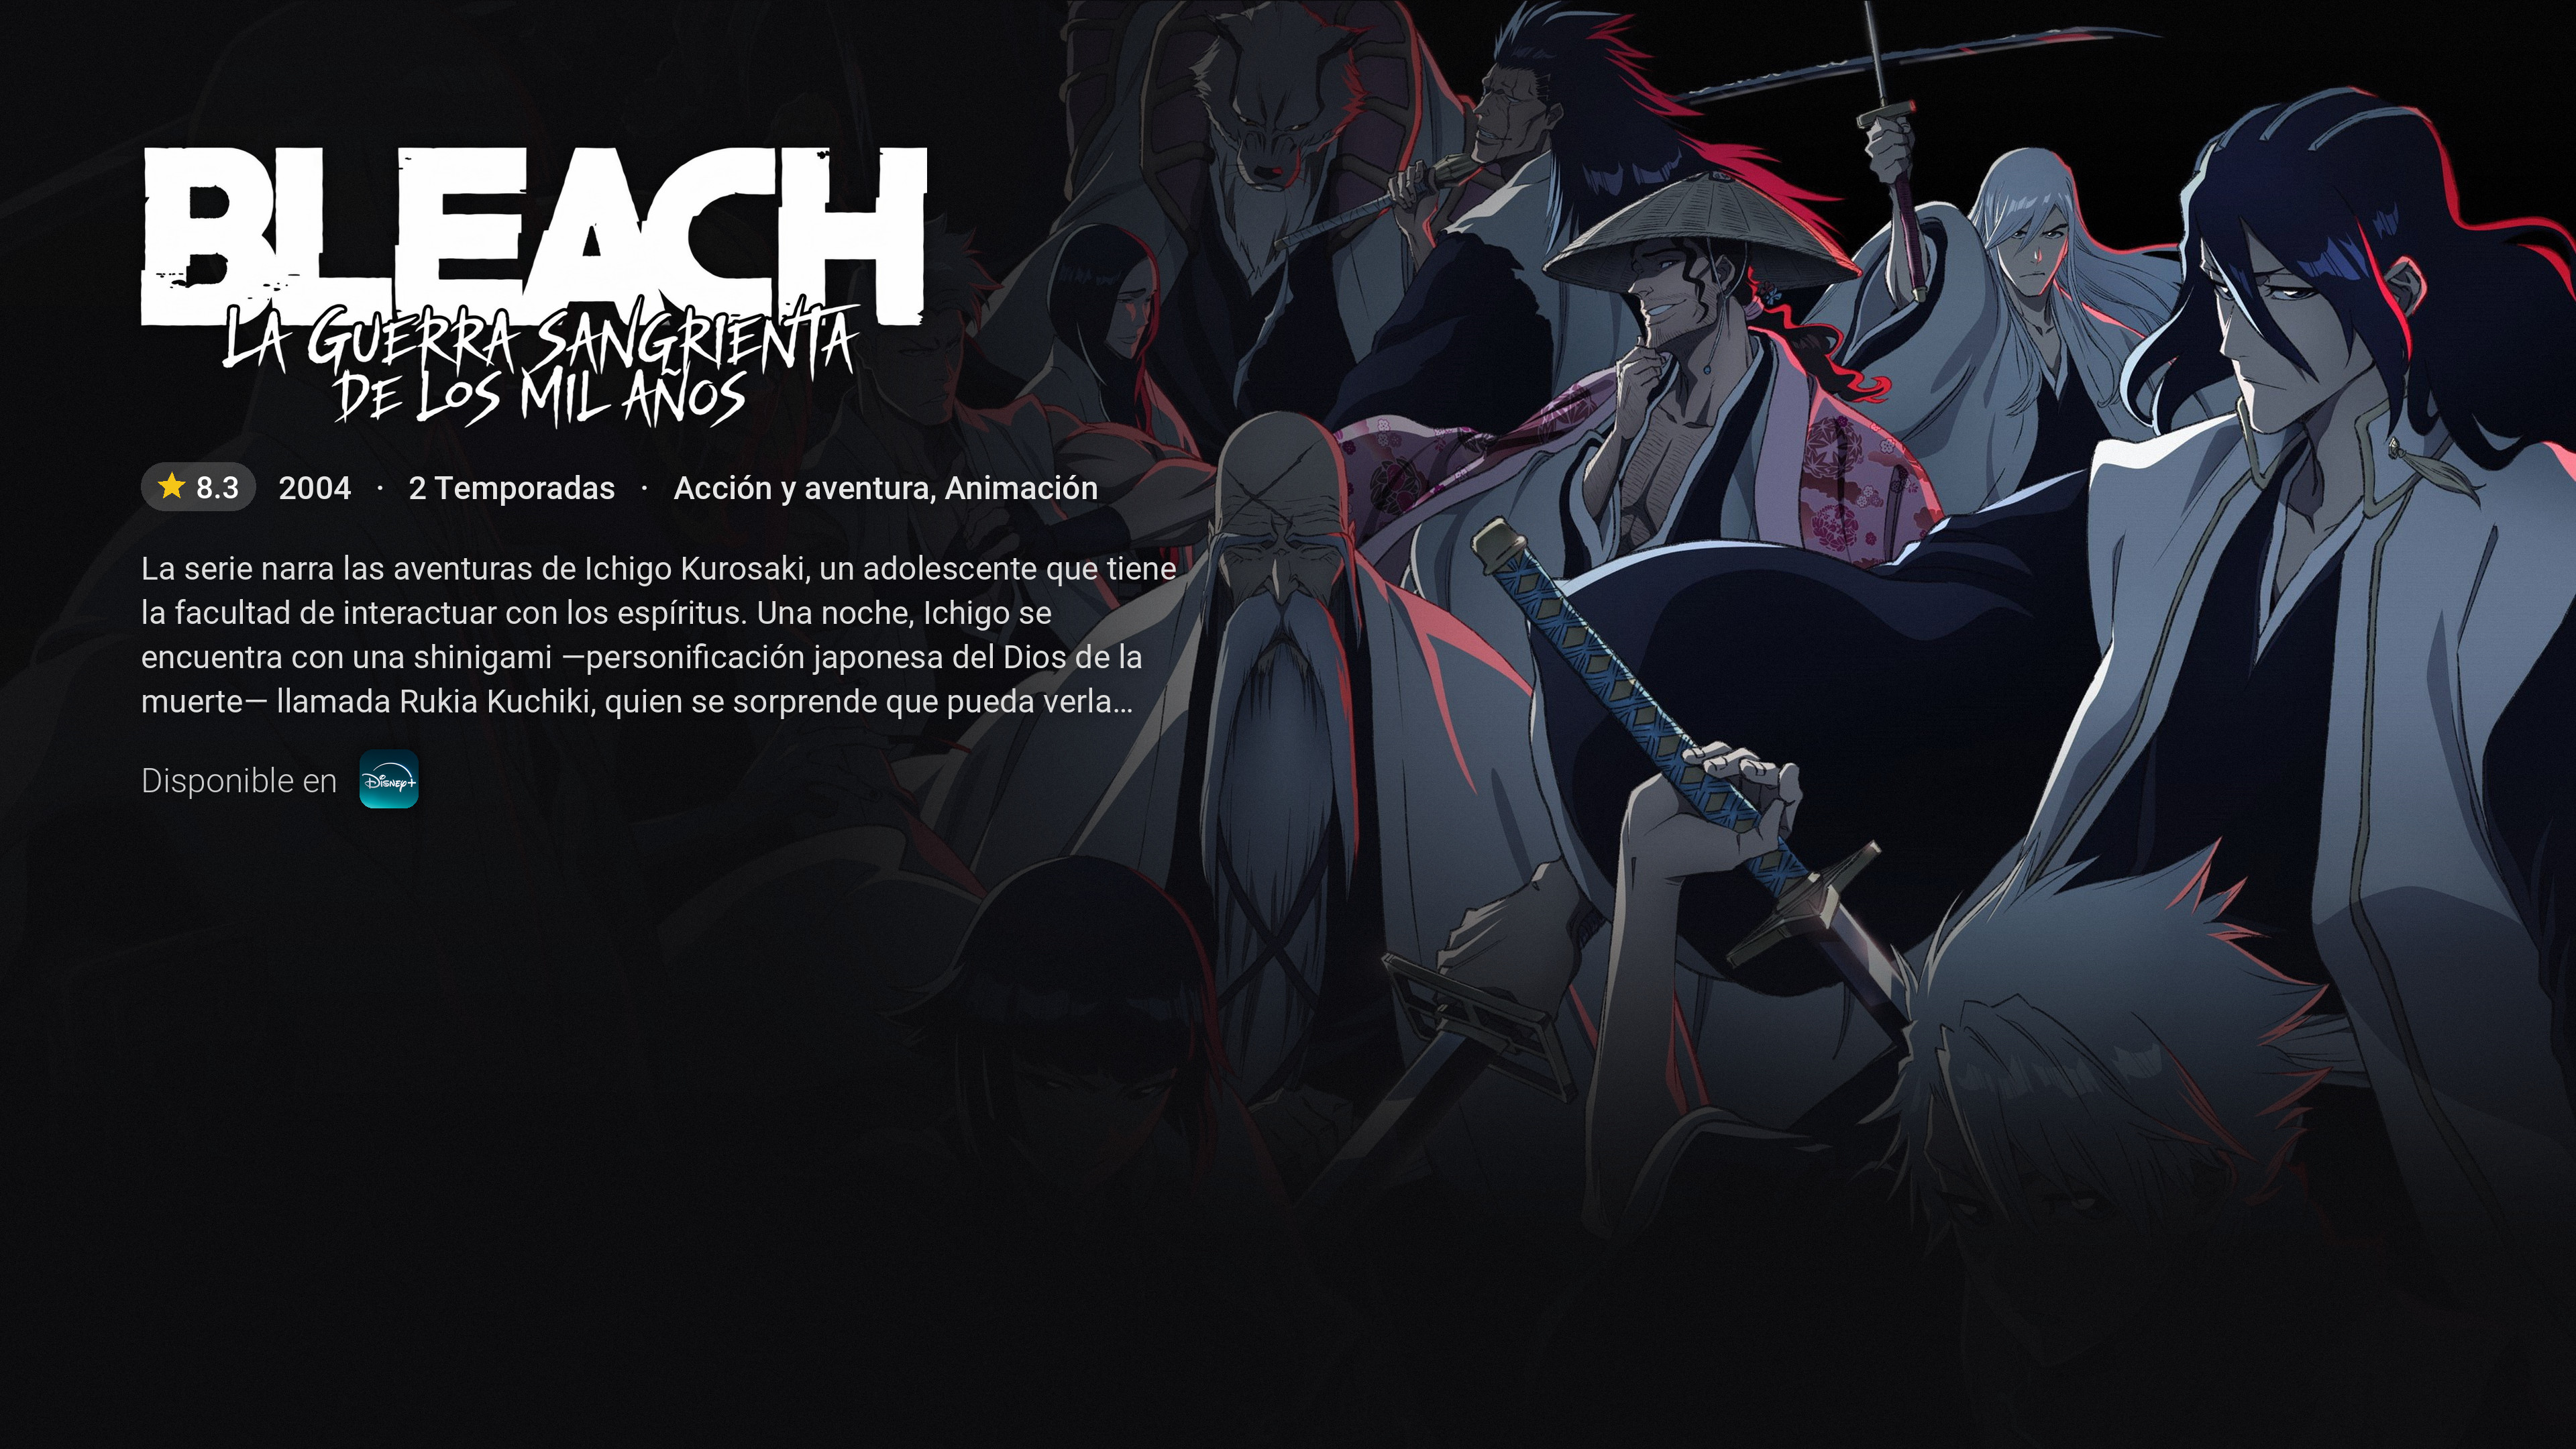 BLEACH
LA GUERRA SANGRIENTA
DE LOS MIL AÑOS
8.3 2004 · 2 Temporadas · Acción y aventura, Animación
La serie narra las aventuras de Ichigo Kurosaki, un adolescente que tiene
la facultad de interactuar con los espíritus. Una noche, Ichigo se
encuentra con una shinigami —personificación japonesa del Dios de la
muerte— llamada Rukia Kuchiki, quien se sorprende que pueda verla...
Disponible en Disney+